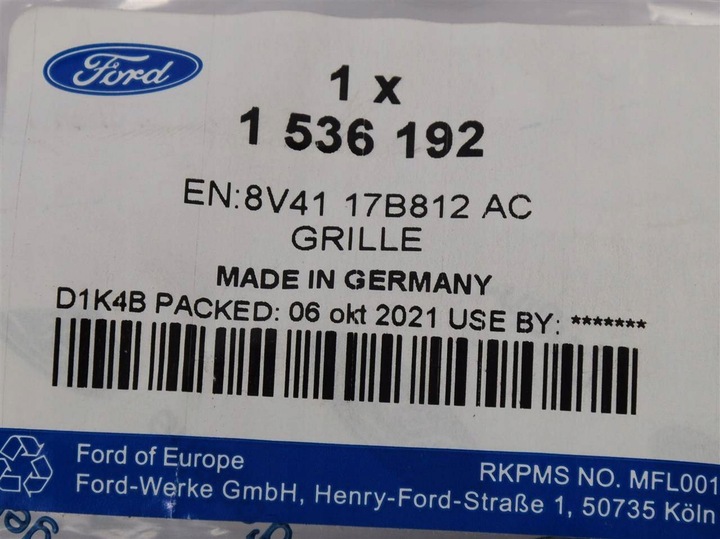 Ford
1 x
1 536 192
EN:8V41 17B812 AC
GRILLE
MADE IN GERMANY
D1K4B PACKED: 06 okt 2021 USE BY: *******
Ford of Europe
RKPMS NO. MFL001
Ford-Werke GmbH, Henry-Ford-Straße 1, 50735 Köln